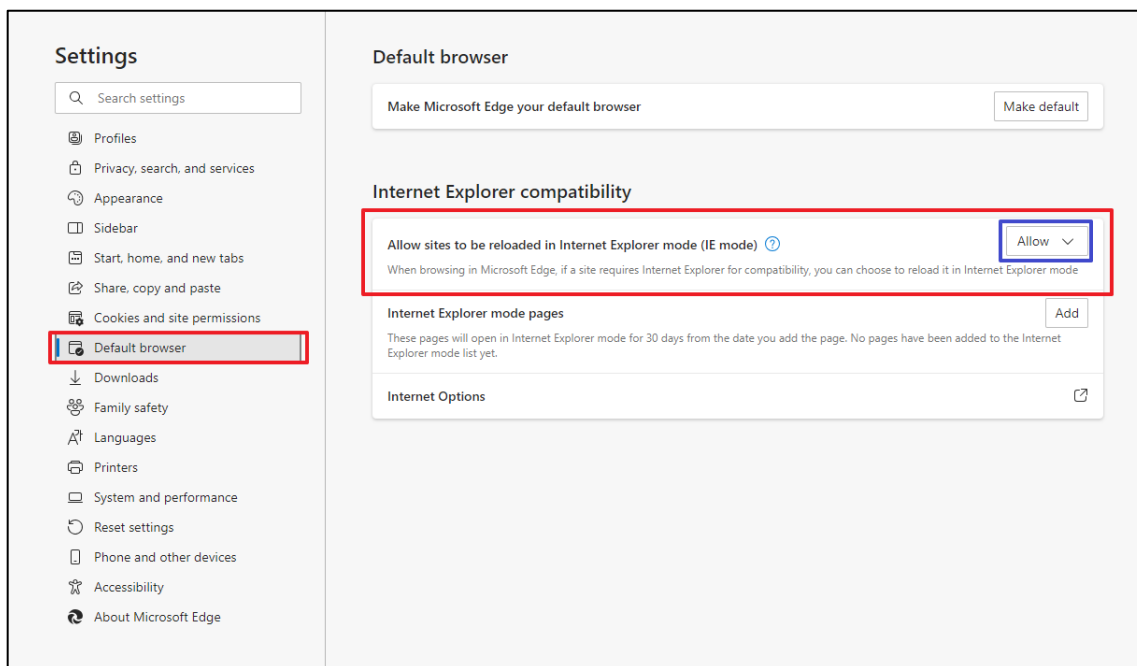 Settings
Search settings
Profiles
Privacy, search, and services
Appearance
Sidebar
Start, home, and new tabs
Share, copy and paste
Cookies and site permissions
Default browser
Downloads
Family safety
Languages
Printers
System and performance
Reset settings
Phone and other devices
Accessibility
About Microsoft Edge
Default browser
Make Microsoft Edge your default browser
Make default
Internet Explorer compatibility
Allow sites to be reloaded in Internet Explorer mode (IE mode)
Allow
When browsing in Microsoft Edge, if a site requires Internet Explorer for compatibility, you can choose to reload it in Internet Explorer mode
Internet Explorer mode pages
Add
These pages will open in Internet Explorer mode for 30 days from the date you add the page. No pages have been added to the Internet
Explorer mode list yet.
Internet Options